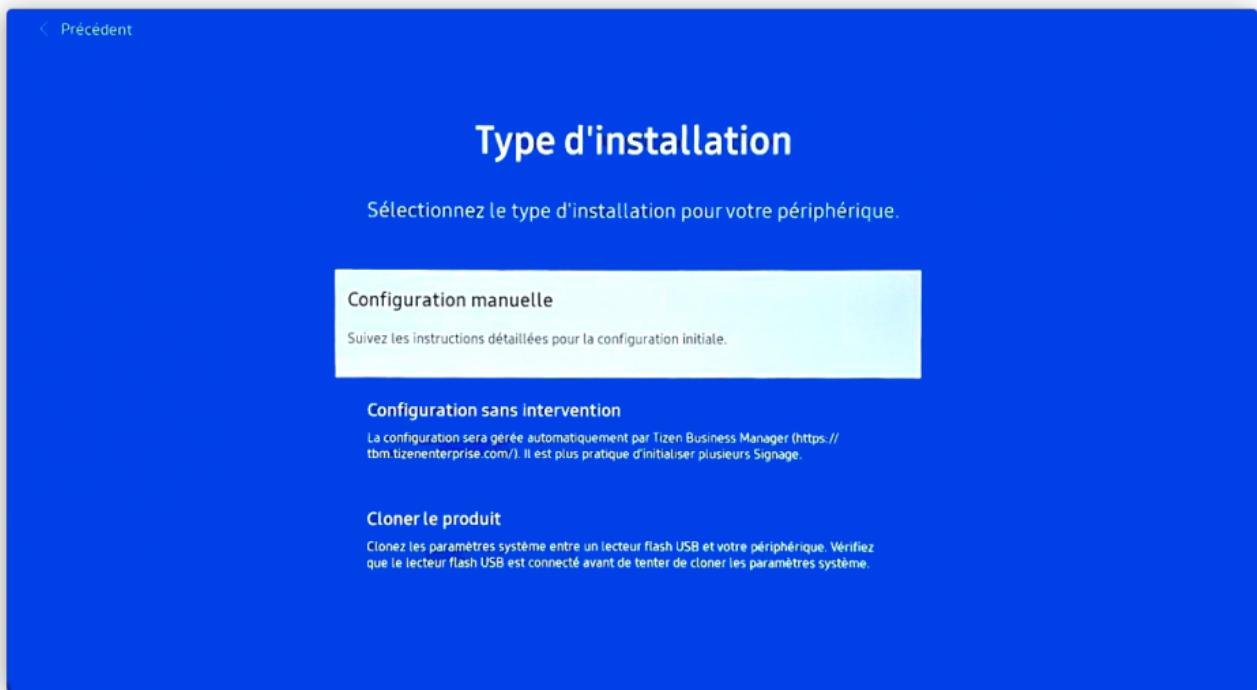 Précédent
Type d'installation
Sélectionnez le type d'installation pour votre périphérique.
Configuration manuelle
Suivez les instructions détaillées pour la configuration initiale.
Configuration sans intervention
La configuration sera gérée automatiquement par Tizen Business Manager (https://
tbm.tizenenterprise.com/). Il est plus pratique d'initialiser plusieurs Signage.
Cloner le produit
Clonez les paramètres système entre un lecteur flash USB et votre périphérique. Vérifiez
que le lecteur flash USB est connecté avant de tenter de cloner les paramètres système.